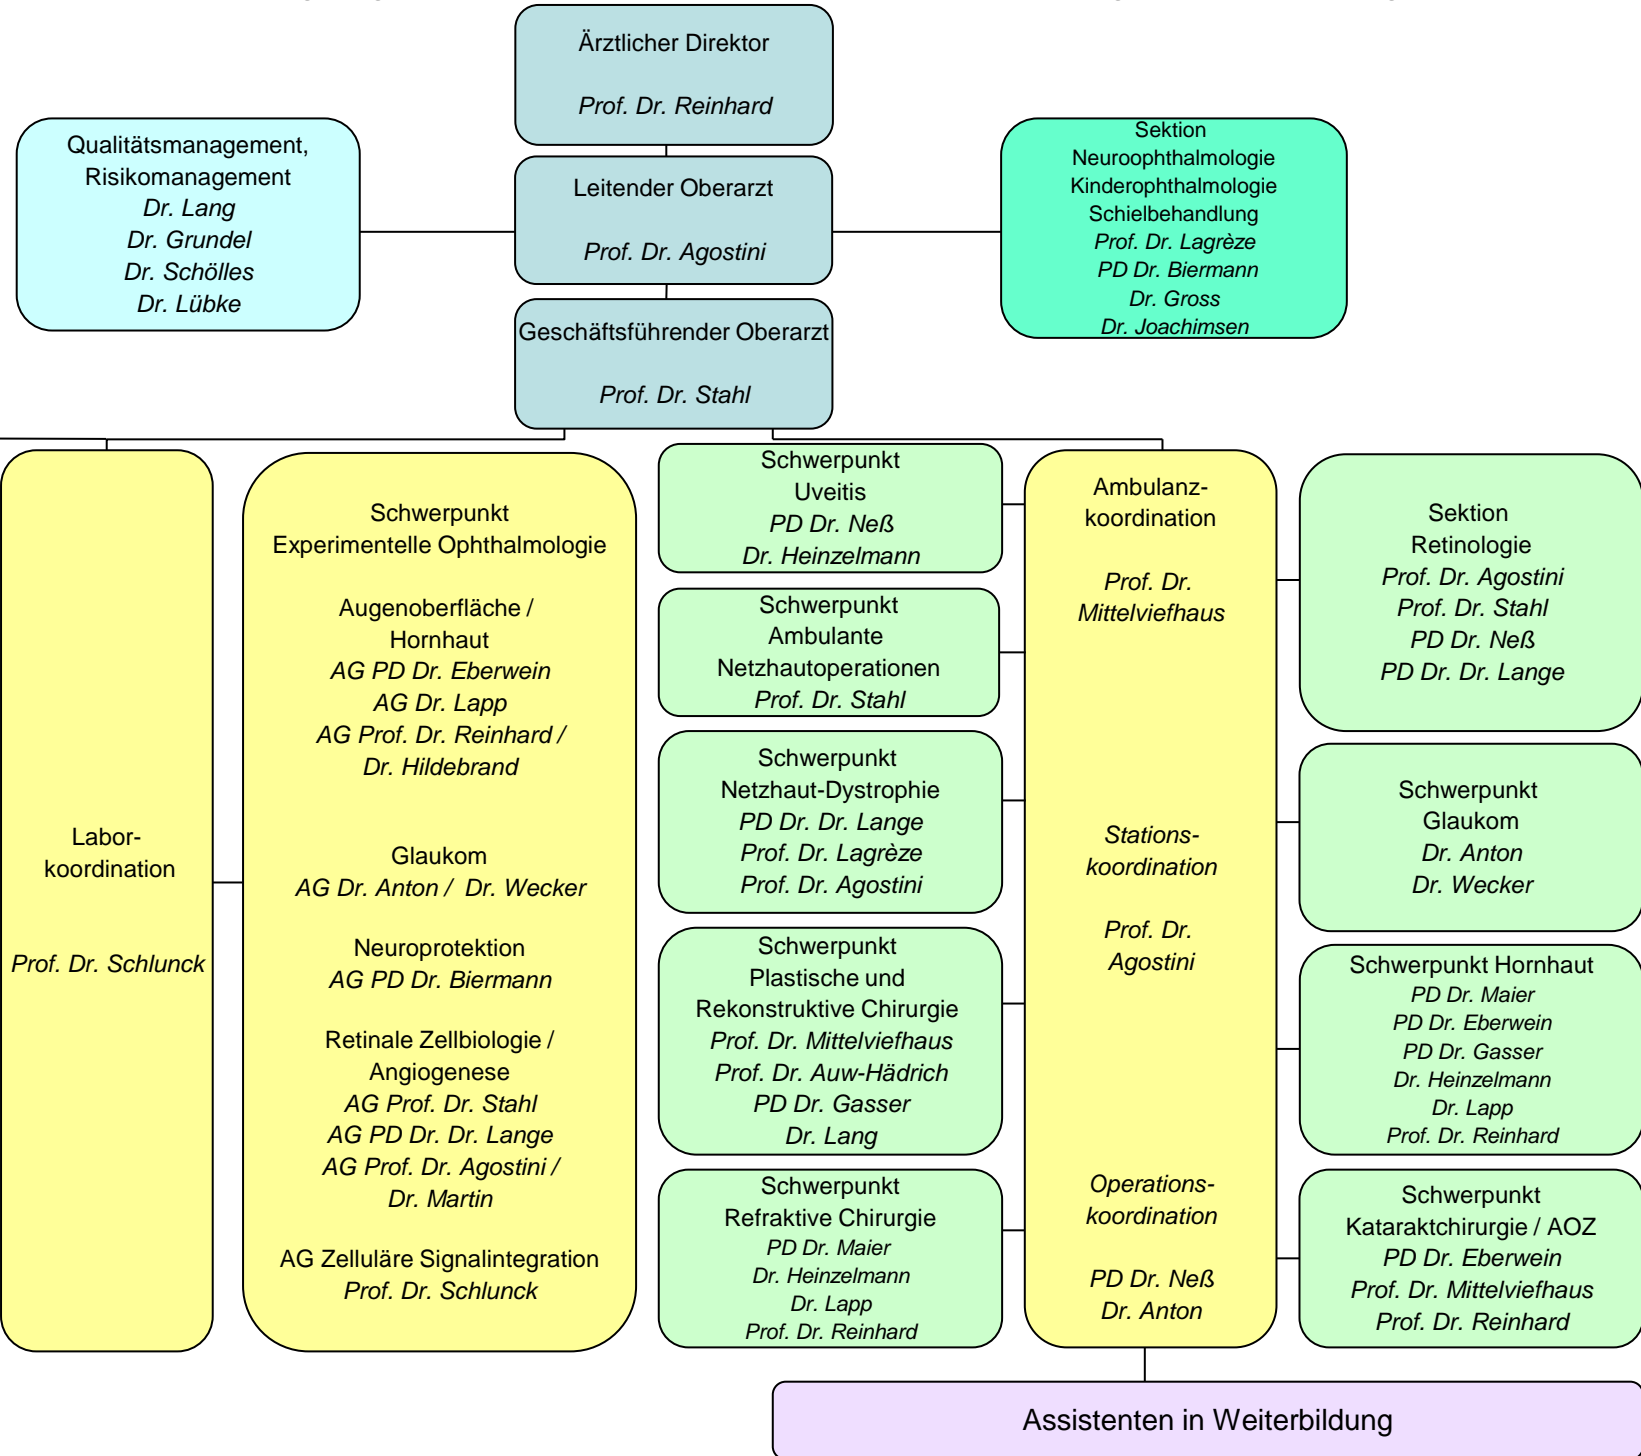 Ärztlicher Direktor
Prof. Dr. Reinhard
Qualitätsmanagement,
Risikomanagement
Dr. Lang
Dr. Grundel
Dr. Schölles
Dr. Lübke
Leitender Oberarzt
Prof. Dr. Agostini
Sektion
Neuroophthalmologie
Kinderophthalmologie
Schielbehandlung
Prof. Dr. Lagrèze
PD Dr. Biermann
Dr. Gross
Dr. Joachimsen
Geschäftsführender Oberarzt
Prof. Dr. Stahl
Labor-
koordination
Prof. Dr. Schlunck
Schwerpunkt
Experimentelle Ophthalmologie
Augenoberfläche /
Hornhaut
AG PD Dr. Eberwein
AG Dr. Lapp
AG Prof. Dr. Reinhard /
Dr. Hildebrand
Glaukom
AG Dr. Anton / Dr. Wecker
Neuroprotektion
AG PD Dr. Biermann
Retinale Zellbiologie /
Angiogenese
AG Prof. Dr. Stahl
AG PD Dr. Dr. Lange
AG Prof. Dr. Agostini /
Dr. Martin
AG Zelluläre Signalintegration
Prof. Dr. Schlunck
Schwerpunkt
Uveitis
PD Dr. Neß
Dr. Heinzelmann
Schwerpunkt
Ambulante
Netzhautoperationen
Prof. Dr. Stahl
Schwerpunkt
Netzhaut-Dystrophie
PD Dr. Dr. Lange
Prof. Dr. Lagrèze
Prof. Dr. Agostini
Schwerpunkt
Plastische und
Rekonstruktive Chirurgie
Prof. Dr. Mittelviefhaus
Prof. Dr. Auw-Hädrich
PD Dr. Gasser
Dr. Lang
Schwerpunkt
Refraktive Chirurgie
PD Dr. Maier
Dr. Heinzelmann
Dr. Lapp
Prof. Dr. Reinhard
Ambulanz-
koordination
Prof. Dr.
Mittelviefhaus
Stations-
koordination
Prof. Dr.
Agostini
Operations-
koordination
PD Dr. Neß
Dr. Anton
Sektion
Retinologie
Prof. Dr. Agostini
Prof. Dr. Stahl
PD Dr. Neß
PD Dr. Dr. Lange
Schwerpunkt
Glaukom
Dr. Anton
Dr. Wecker
Schwerpunkt Hornhaut
PD Dr. Maier
PD Dr. Eberwein
PD Dr. Gasser
Dr. Heinzelmann
Dr. Lapp
Prof. Dr. Reinhard
Schwerpunkt
Kataraktchirurgie / AOZ
PD Dr. Eberwein
Prof. Dr. Mittelviefhaus
Prof. Dr. Reinhard
Assistenten in Weiterbildung